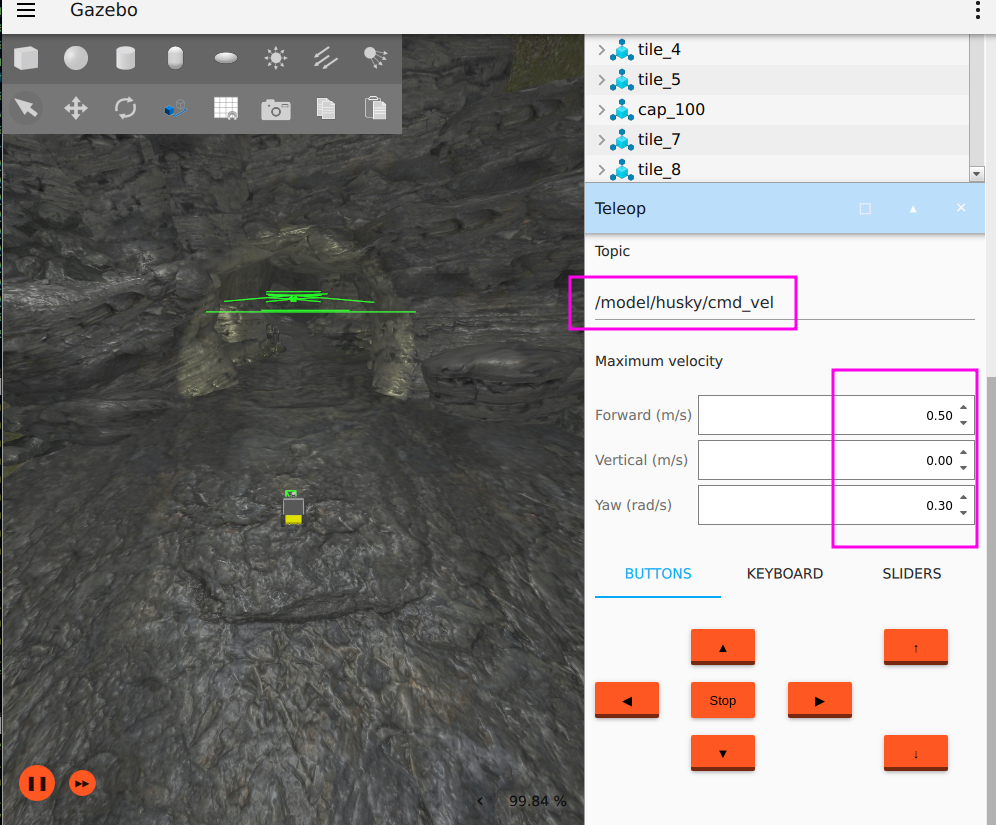 Gazebo
tile_4
tile_5
cap_100
tile_7
tile_8
Teleop
Topic
/model/husky/cmd_vel
Maximum velocity
Forward (m/s) 0.50
Vertical (m/s) 0.00
Yaw (rad/s) 0.30
BUTTONS KEYBOARD SLIDERS
Stop
99.84 %